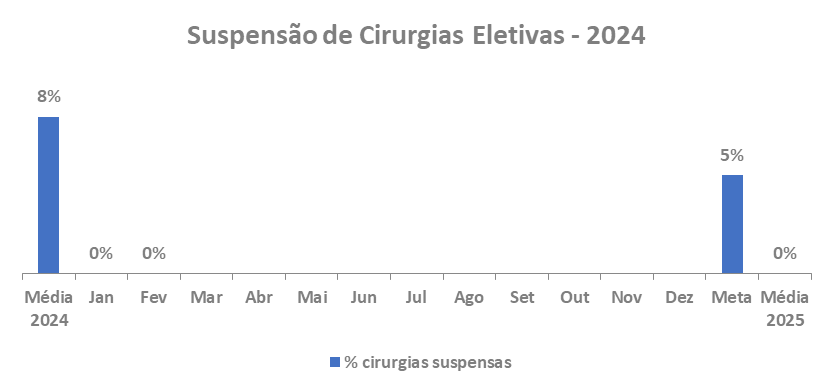 Suspensão de Cirurgias Eletivas - 2024
8%
5%
0%
0%
0%
Média 2024
Jan
Fev
Mar
Abr
Mai
Jun
Jul
Ago
Set
Out
Nov
Dez
Meta
Média 2025
% cirurgias suspensas